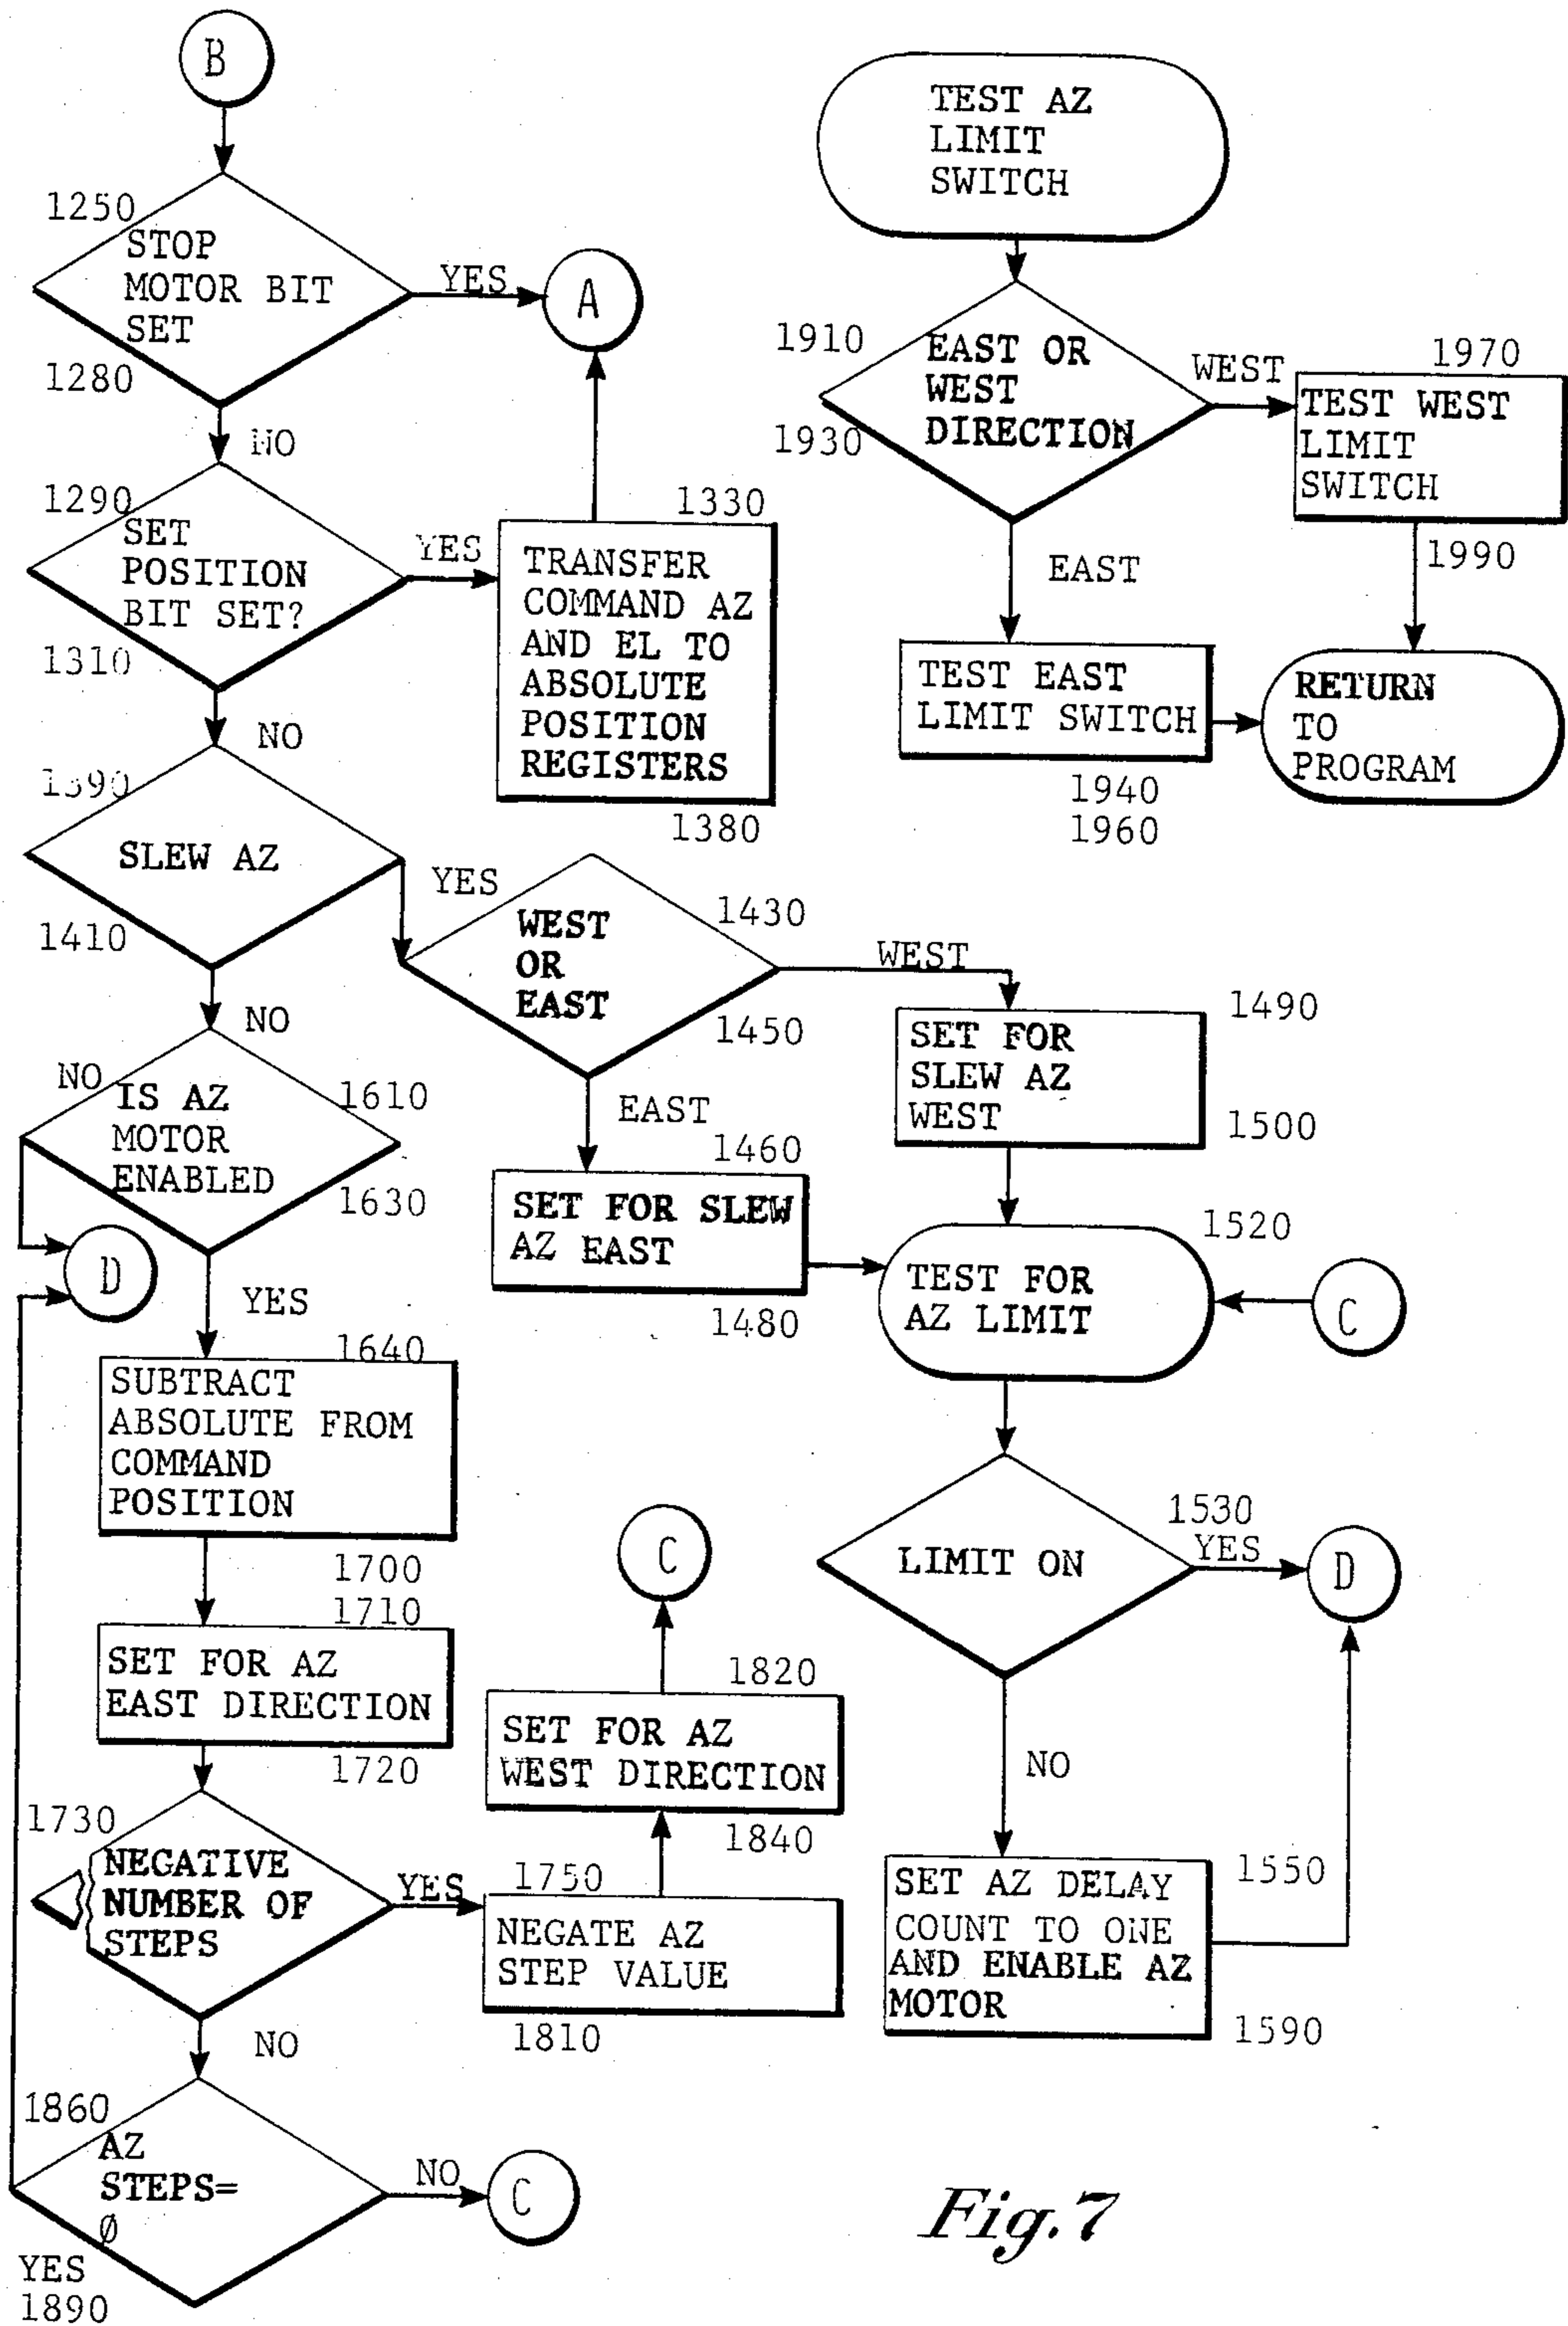 B
1250
STOP
MOTOR BIT
SET
1280
YES
A
NO
1290
SET
POSITION
BIT SET?
1310
YES
1330
TRANSFER
COMMAND AZ
AND EL TO
ABSOLUTE
POSITION
REGISTERS
1380
NO
1390
SLEW AZ
1410
YES
NO
WEST
OR
EAST
1430
1450
WEST
EAST
1460
SET FOR SLEW
AZ EAST
1480
1490
SET FOR
SLEW AZ
WEST
1500
NO
IS AZ
MOTOR
ENABLED
1610
1630
D
YES
1640
SUBTRACT
ABSOLUTE FROM
COMMAND
POSITION
1700
1710
SET FOR AZ
EAST DIRECTION
1720
1730
NEGATIVE
NUMBER OF
STEPS
YES
1750
NEGATE AZ
STEP VALUE
1810
1820
SET FOR AZ
WEST DIRECTION
1840
C
NO
1860
AZ
STEPS=
Ø
YES
1890
NO
C
TEST AZ
LIMIT
SWITCH
1910
EAST OR
WEST
DIRECTION
1930
WEST
1970
TEST WEST
LIMIT
SWITCH
1990
EAST
TEST EAST
LIMIT SWITCH
1940
1960
RETURN
TO
PROGRAM
1520
TEST FOR
AZ LIMIT
C
LIMIT ON
1530
YES
D
NO
SET AZ DELAY
COUNT TO ONE
AND ENABLE AZ
MOTOR
1550
1590
Fig.7